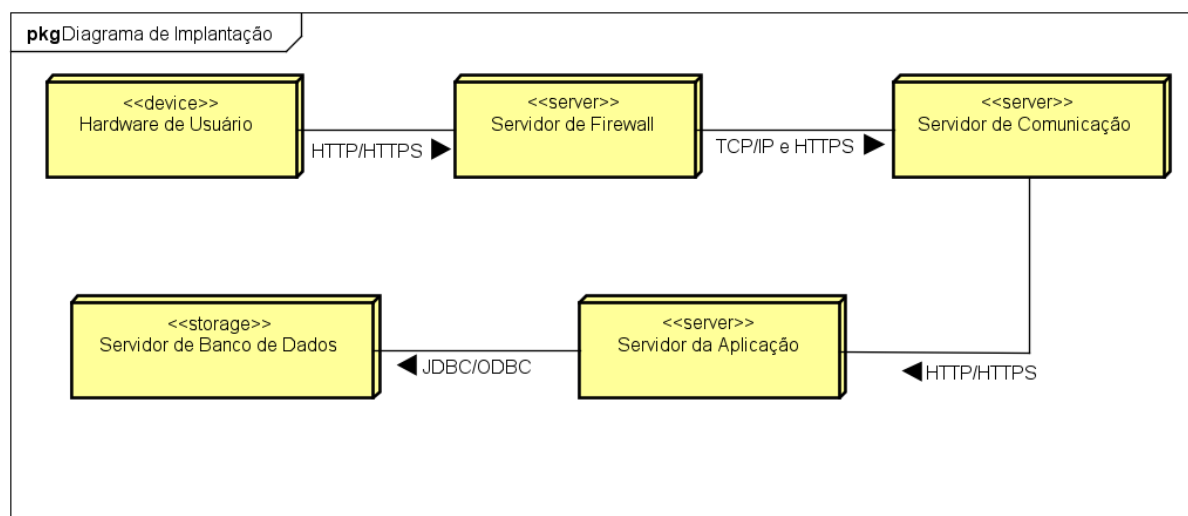 pkgDiagrama de Implantação
<<device>>
Hardware de Usuário
<<server>>
Servidor de Firewall
<<server>>
Servidor de Comunicação
HTTP/HTTPS
TCP/IP e HTTPS
<<storage>>
Servidor de Banco de Dados
<<server>>
Servidor da Aplicação
JDBC/ODBC
HTTP/HTTPS